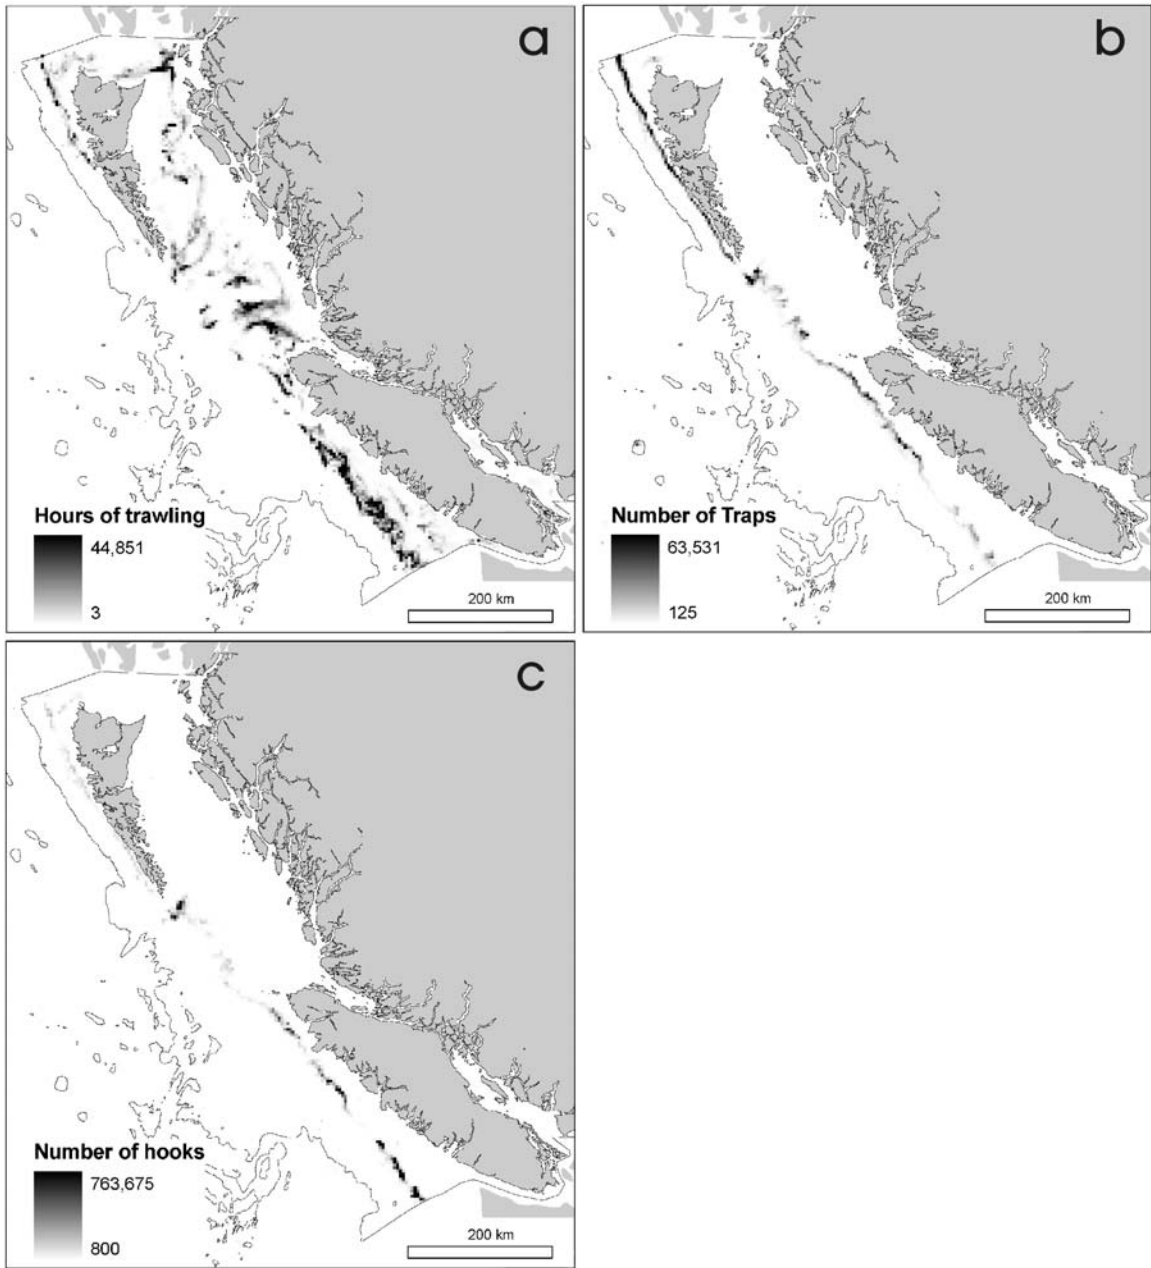 a
Hours of trawling
44,851
3
200 km
b
Number of Traps
63,531
125
200 km
c
Number of hooks
763,675
800
200 km